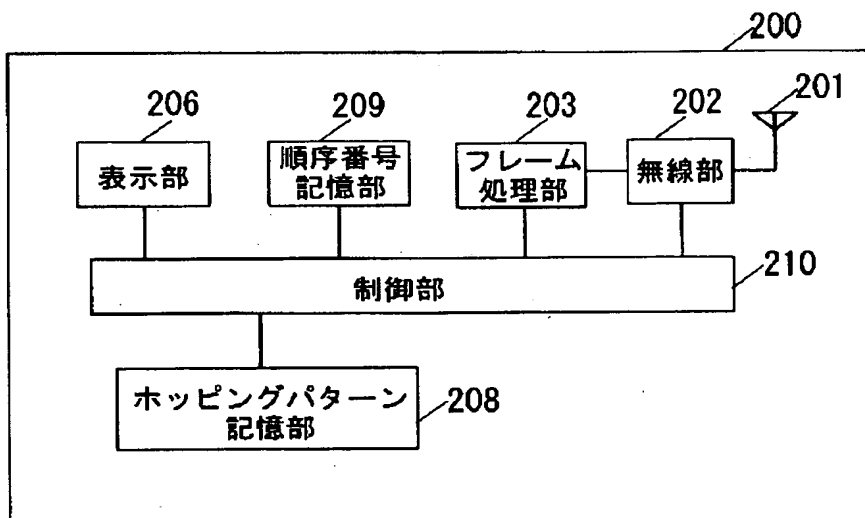 200
206
209
203
202
201
表示部
順序番号
記憶部
フレーム
処理部
無線部
210
制御部
ホッピングパターン
記憶部
208